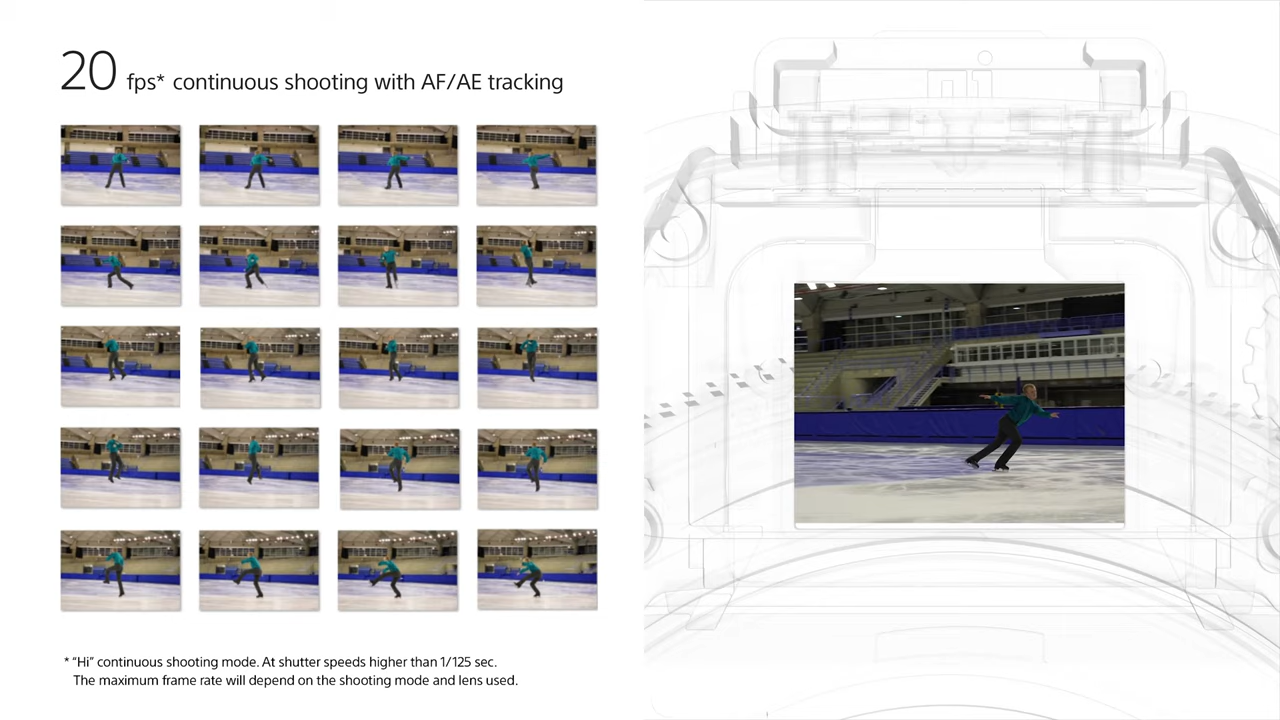 20 fps* continuous shooting with AF/AE tracking
* “Hi” continuous shooting mode. At shutter speeds higher than 1/125 sec.
The maximum frame rate will depend on the shooting mode and lens used.